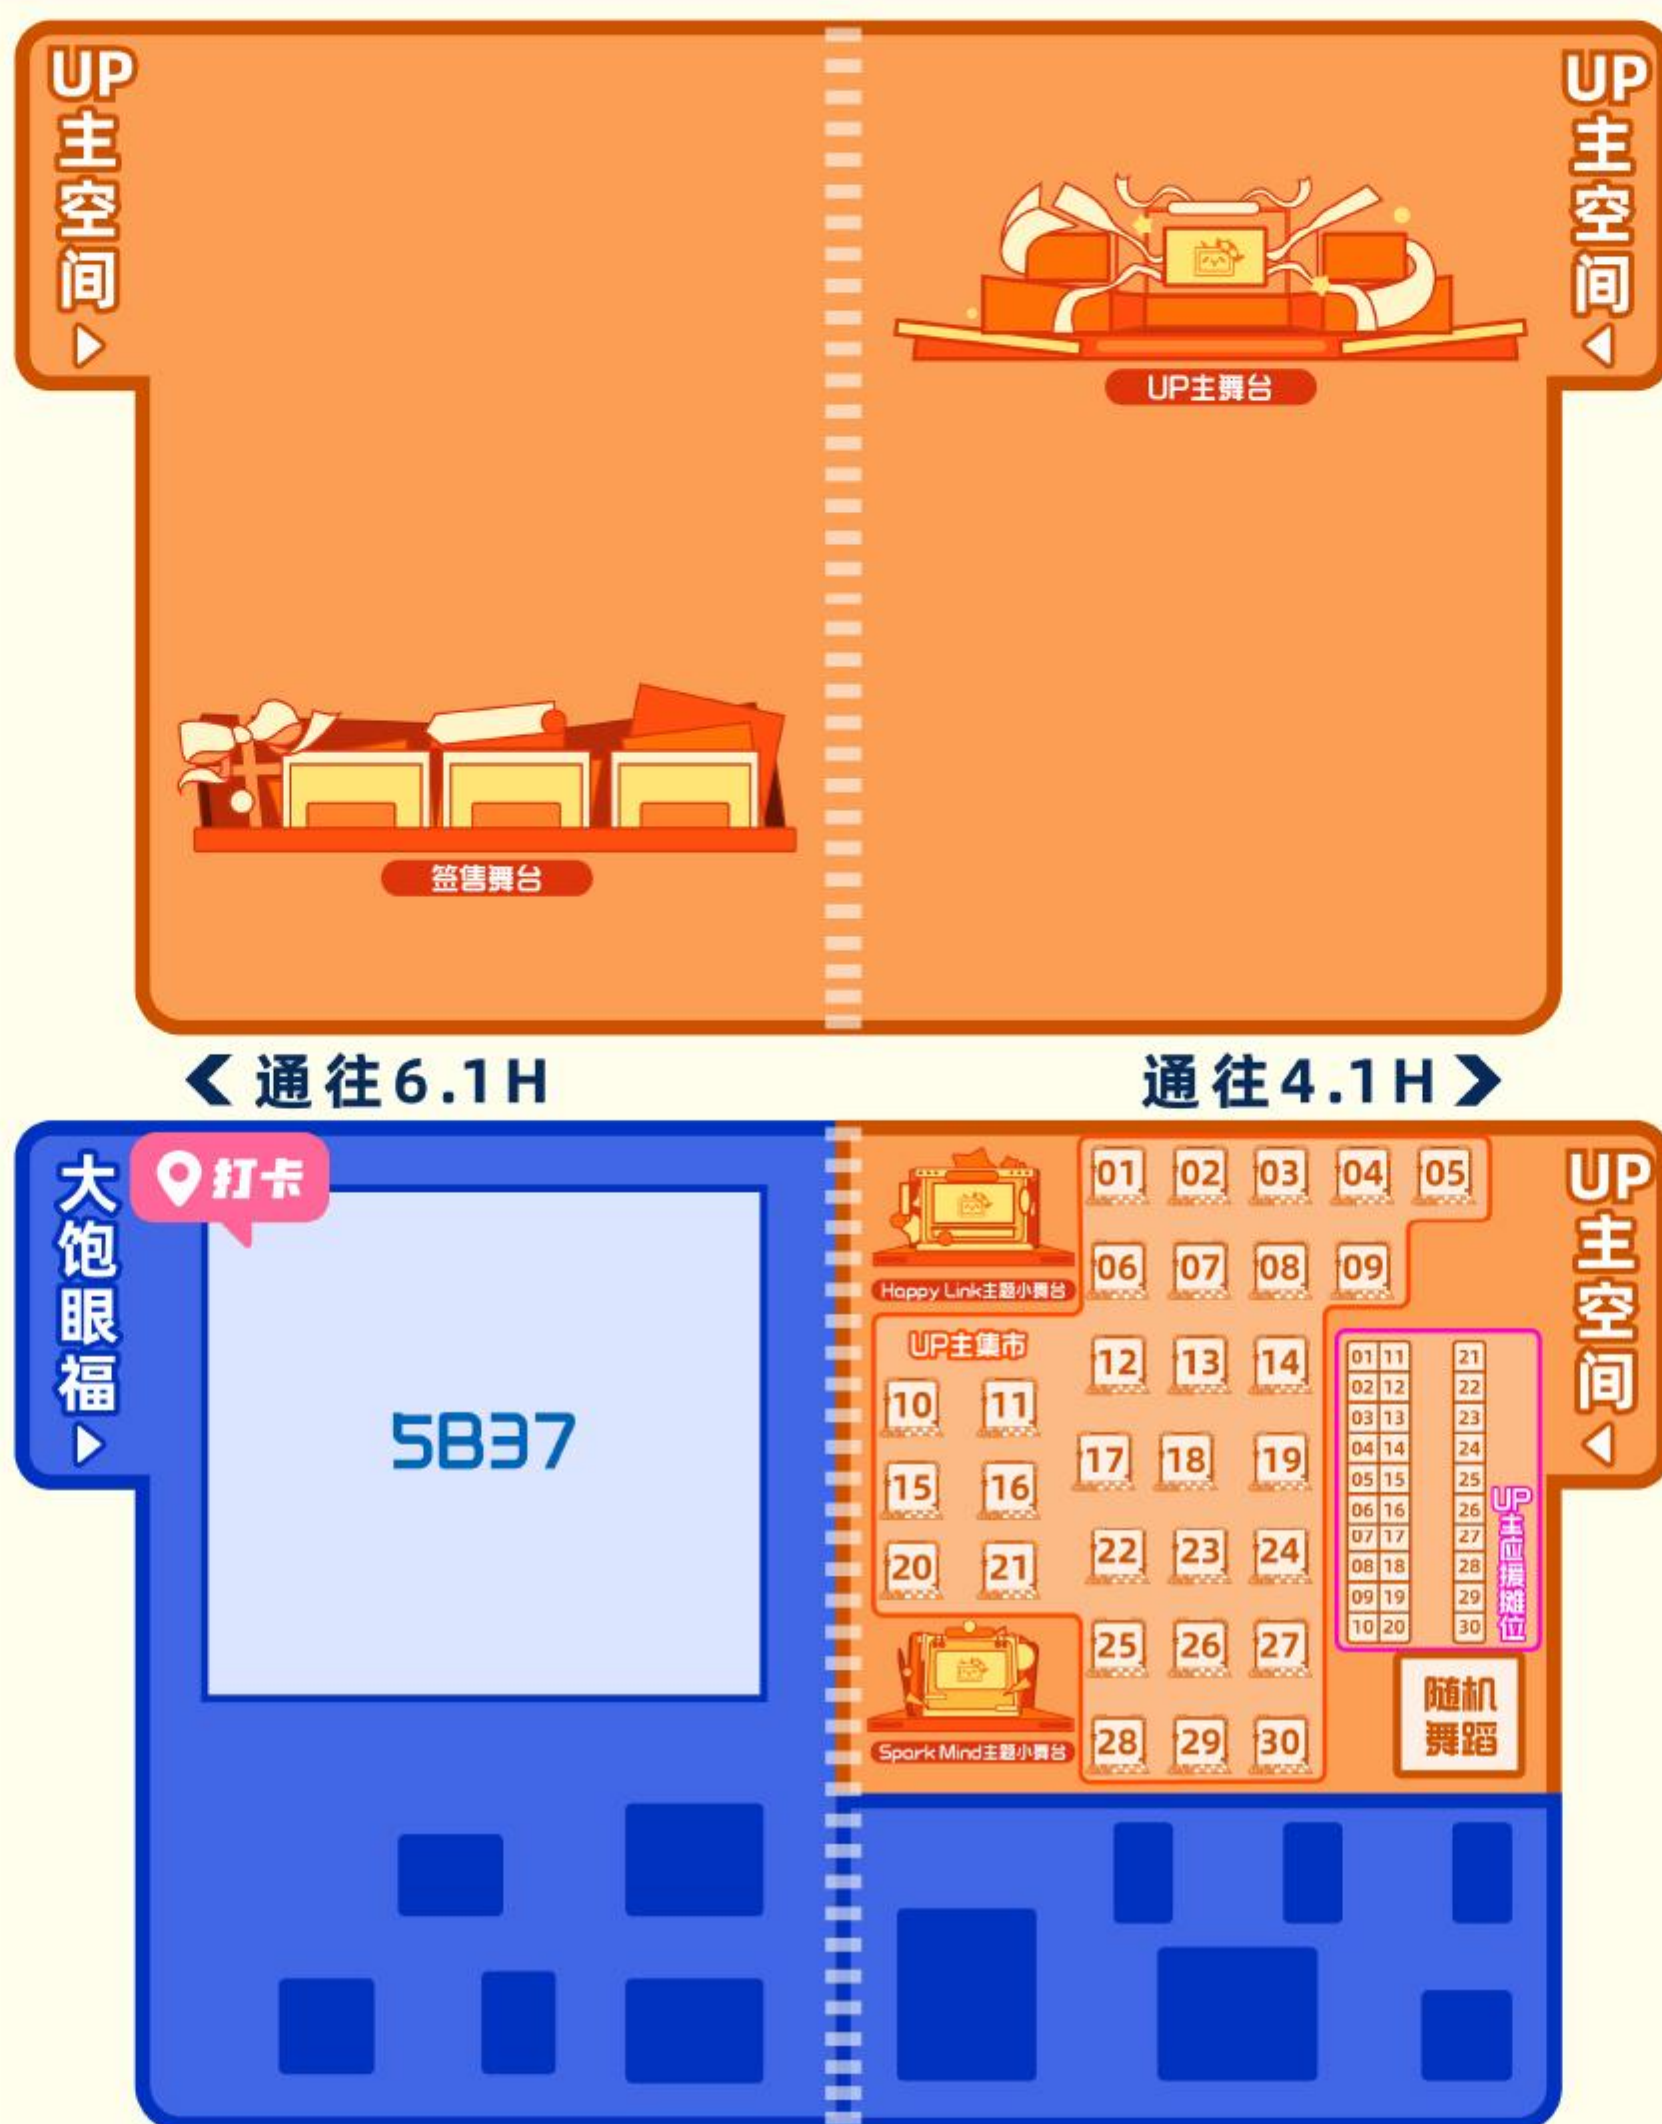 UP主空间
UP主空间
UP主舞台
签售舞台
通往6.1H
通往4.1H
大饱眼福
打卡
5B37
UP主空间
Happy Link主题小舞台
01 02 03 04 05
06 07 08 09
UP主集市
12 13 14
10 11
17 18 19
15 16
22 23 24
20 21
25 26 27
Spark Mind主题小舞台
28 29 30
01 11 21
02 12 22
03 13 23
04 14 24
05 15 25
06 16 26
07 17 27
08 18 28
09 19 29
10 20 30
UP主应援摊位
随机
舞蹈